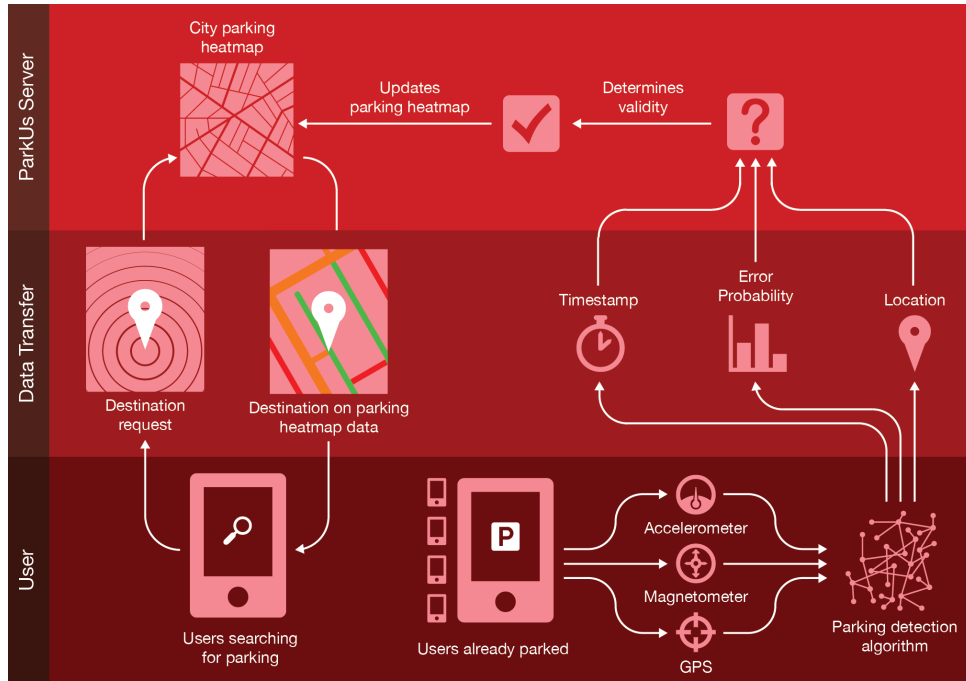 ParkUs Server
City parking
heatmap
Updates
parking heatmap
Determines
validity
?
Data Transfer
Destination
request
Destination on parking
heatmap data
Timestamp
Error
Probability
Location
User
Users searching
for parking
P
Users already parked
Accelerometer
Magnetometer
GPS
Parking detection
algorithm